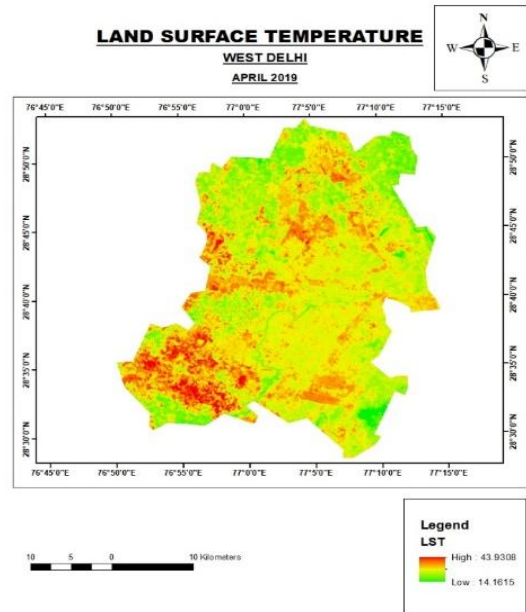 LAND SURFACE TEMPERATURE
WEST DELHI
APRIL 2019
N
W E
S
76°45'0"E 76°50'0"E 76°55'0"E 77°0'0"E 77°5'0"E 77°10'0"E 77°15'0"E
28°50'0"N 28°50'0"N
28°45'0"N 28°45'0"N
28°40'0"N 28°40'0"N
28°35'0"N 28°35'0"N
28°30'0"N 28°30'0"N
76°45'0"E 76°50'0"E 76°55'0"E 77°0'0"E 77°5'0"E 77°10'0"E 77°15'0"E
10 5 0 10 Kilometers
Legend
LST
High : 43.9308
Low : 14.1615